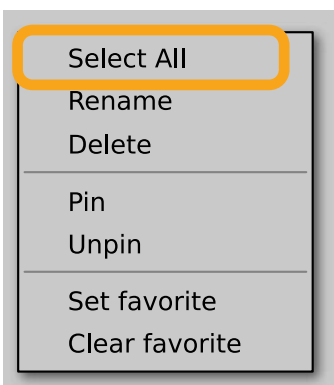 Select All
Rename
Delete
Pin
Unpin
Set favorite
Clear favorite